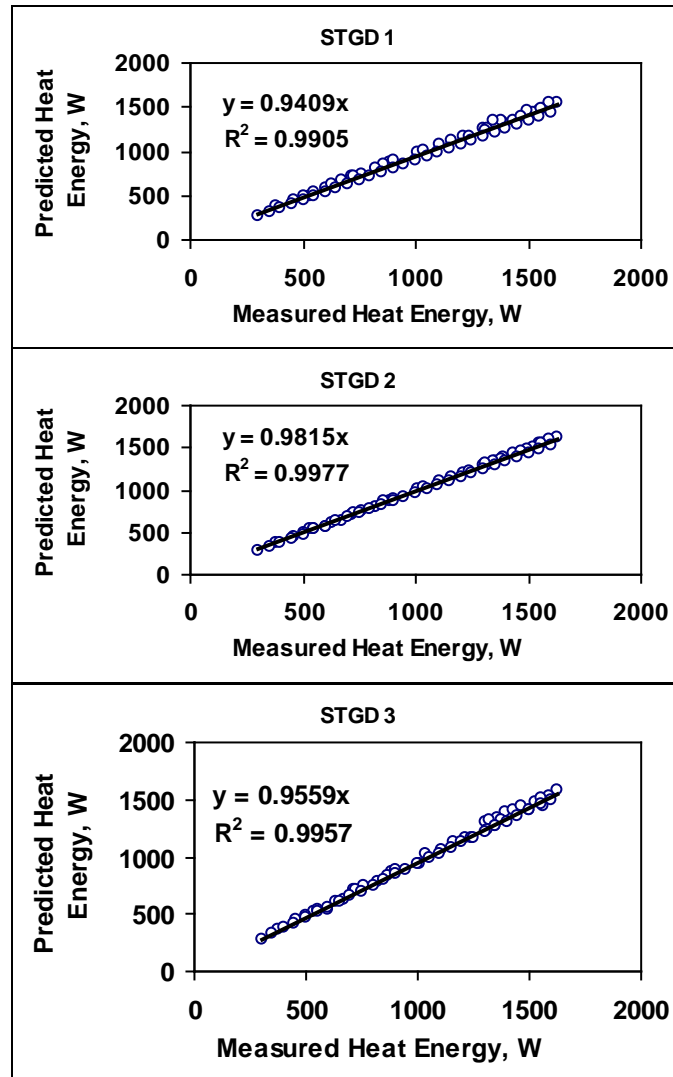 STGD 1
Predicted Heat
Energy, W
2000
1500
1000
500
0
y = 0.9409x
R² = 0.9905
0 500 1000 1500 2000
Measured Heat Energy, W
STGD 2
Predicted Heat
Energy, W
2000
1500
1000
500
0
y = 0.9815x
R² = 0.9977
0 500 1000 1500 2000
Measured Heat Energy, W
STGD 3
Predicted Heat
Energy, W
2000
1500
1000
500
0
y = 0.9559x
R² = 0.9957
0 500 1000 1500 2000
Measured Heat Energy, W